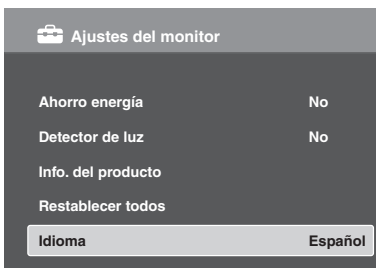 Ajustes del monitor
Ahorro energía No
Detector de luz No
Info. del producto
Restablecer todos
Idioma Español